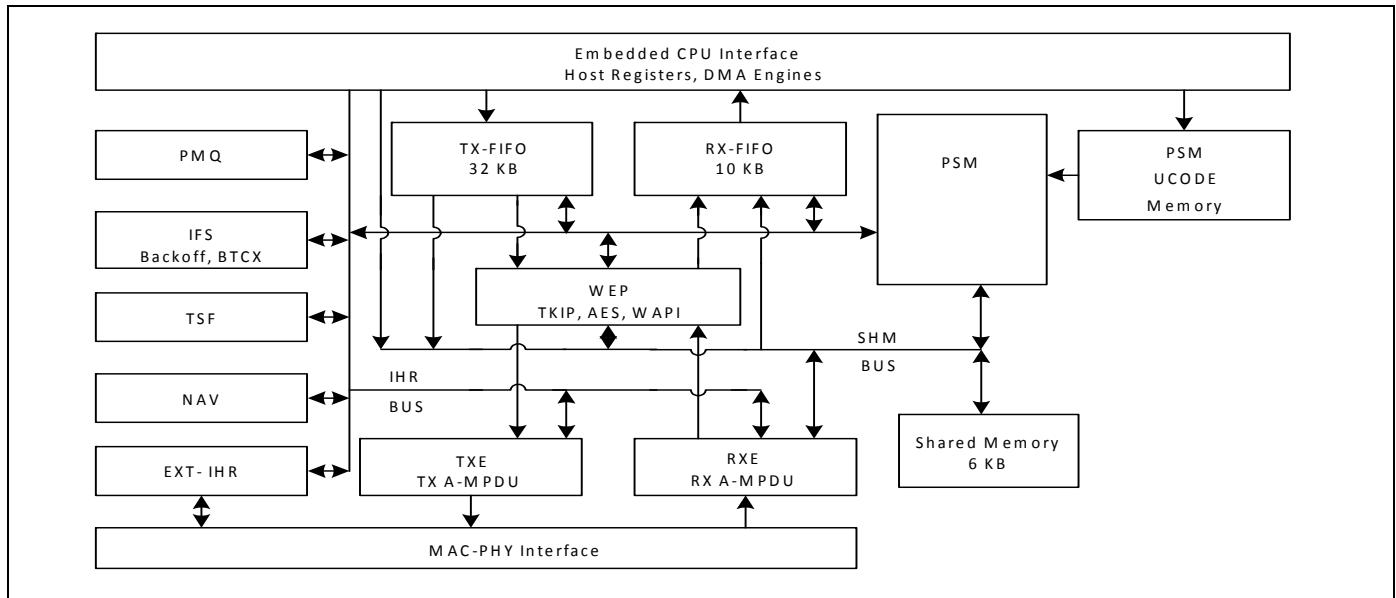 Embedded CPU Interface
Host Registers, DMA Engines
PMQ
TX-FIFO
32 KB
RX-FIFO
10 KB
PSM
PSM
UCODE
Memory
IFS
Backoff, BTCX
WEP
TKIP, AES, WAPI
TSF
SHM
BUS
IHR
BUS
NAV
Shared Memory
6 KB
EXT- IHR
TXE
TX A-MPDU
RXE
RX A-MPDU
MAC-PHY Interface